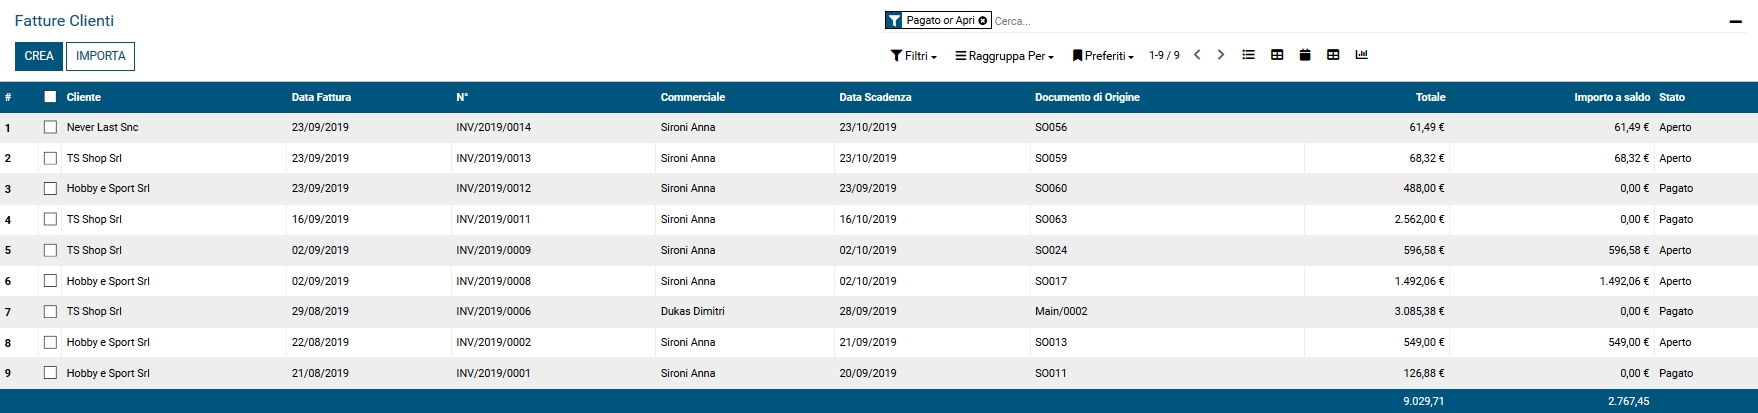 Fatture Clienti
Pagato or Apri Cerca...
CREA IMPORTA
Filtri Raggruppa Per Preferiti 1-9 / 9
# Cliente Data Fattura N° Commerciale Data Scadenza Documento di Origine Totale Importo a saldo Stato
1 Never Last Snc 23/09/2019 INV/2019/0014 Sironi Anna 23/10/2019 SO056 61,49 € 61,49 € Aperto
2 TS Shop Srl 23/09/2019 INV/2019/0013 Sironi Anna 23/10/2019 SO059 68,32 € 68,32 € Aperto
3 Hobby e Sport Srl 23/09/2019 INV/2019/0012 Sironi Anna 23/09/2019 SO060 488,00 € 0,00 € Pagato
4 TS Shop Srl 16/09/2019 INV/2019/0011 Sironi Anna 16/10/2019 SO063 2.562,00 € 0,00 € Pagato
5 TS Shop Srl 02/09/2019 INV/2019/0009 Sironi Anna 02/10/2019 SO024 596,58 € 596,58 € Aperto
6 Hobby e Sport Srl 02/09/2019 INV/2019/0008 Sironi Anna 02/10/2019 SO017 1.492,06 € 1.492,06 € Aperto
7 TS Shop Srl 29/08/2019 INV/2019/0006 Dukas Dimitri 28/09/2019 Main/0002 3.085,38 € 0,00 € Pagato
8 Hobby e Sport Srl 22/08/2019 INV/2019/0002 Sironi Anna 21/09/2019 SO013 549,00 € 549,00 € Aperto
9 Hobby e Sport Srl 21/08/2019 INV/2019/0001 Sironi Anna 20/09/2019 SO011 126,88 € 0,00 € Pagato
9.029,71 2.767,45